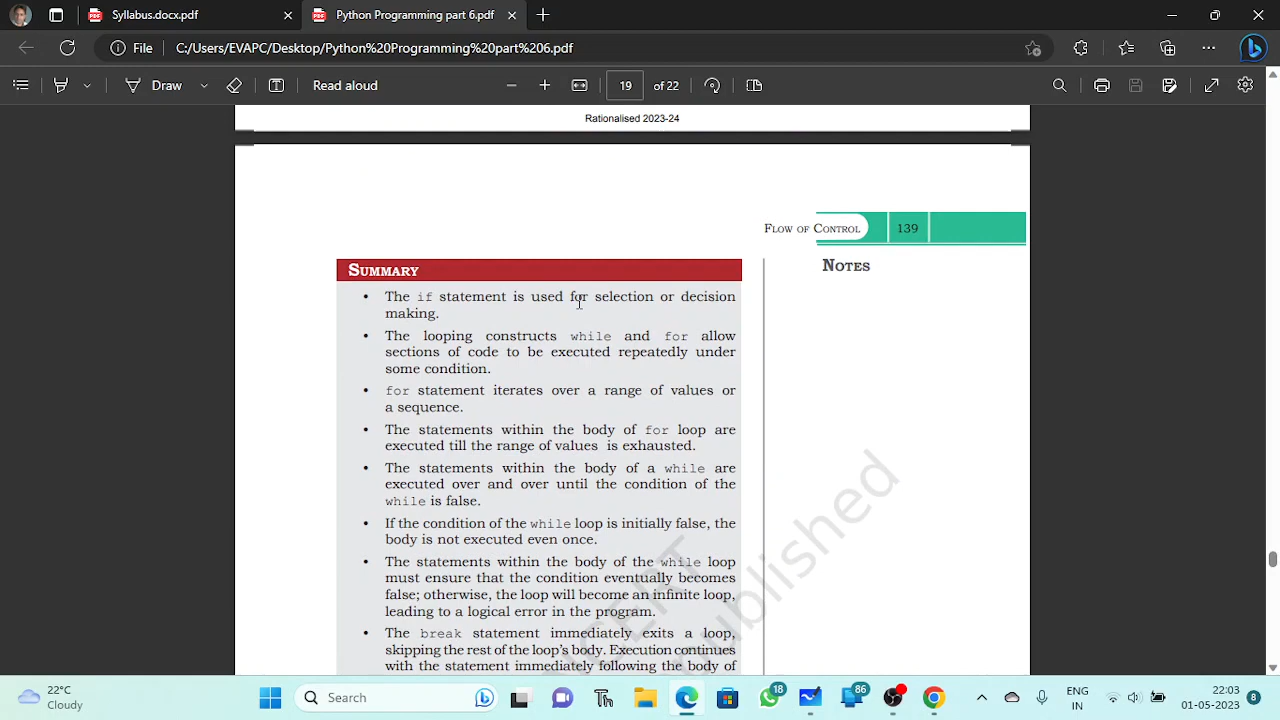 Syllabus.docx.pdf
Python Programming part 6.pdf
File
C:/Users/EVAPC/Desktop/Python%20Programming%20part%206.pdf
Draw
Read aloud
19
of 22
Rationalised 2023-24
FLOW OF CONTROL
139
SUMMARY
NOTES
• The if statement is used for selection or decision
making.
• The looping constructs while and for allow
sections of code to be executed repeatedly under
some condition.
• for statement iterates over a range of values or
a sequence.
• The statements within the body of for loop are
executed till the range of values is exhausted.
• The statements within the body of a while are
executed over and over until the condition of the
while is false.
• If the condition of the while loop is initially false, the
body is not executed even once.
• The statements within the body of the while loop
must ensure that the condition eventually becomes
false; otherwise, the loop will become an infinite loop,
leading to a logical error in the program.
• The break statement immediately exits a loop,
skipping the rest of the loop's body. Execution continues
with the statement immediately following the body of
22°C
Cloudy
Search
18
86
ENG
IN
22:03
01-05-2023
8